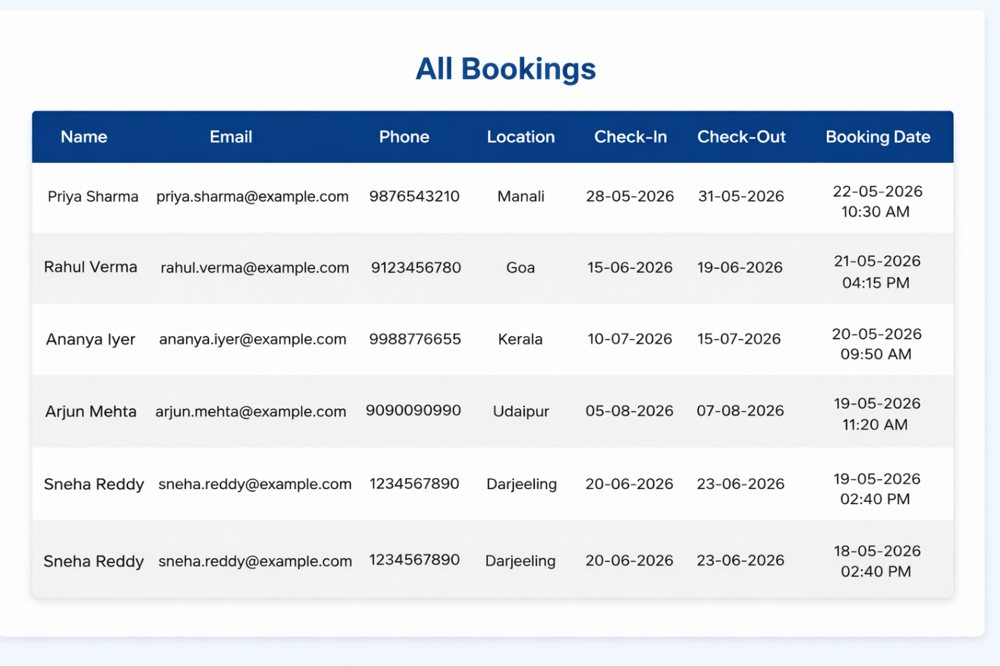 All Bookings
Name Email Phone Location Check-In Check-Out Booking Date
Priya Sharma priya.sharma@example.com 9876543210 Manali 28-05-2026 31-05-2026 22-05-2026
10:30 AM
Rahul Verma rahul.verma@example.com 9123456780 Goa 15-06-2026 19-06-2026 21-05-2026
04:15 PM
Ananya Iyer ananya.iyer@example.com 9988776655 Kerala 10-07-2026 15-07-2026 20-05-2026
09:50 AM
Arjun Mehta arjun.mehta@example.com 9090090990 Udaipur 05-08-2026 07-08-2026 19-05-2026
11:20 AM
Sneha Reddy sneha.reddy@example.com 1234567890 Darjeeling 20-06-2026 23-06-2026 19-05-2026
02:40 PM
Sneha Reddy sneha.reddy@example.com 1234567890 Darjeeling 20-06-2026 23-06-2026 18-05-2026
02:40 PM